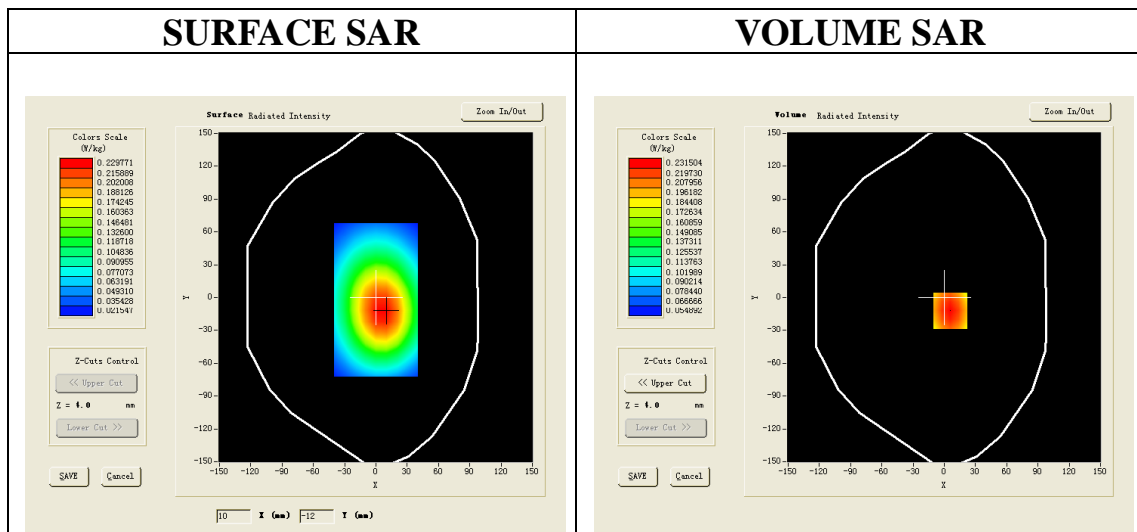 SURFACE SAR
VOLUME SAR
Surface Radiated Intensity
Zoom In/Out
Colors Scale
(W/kg)
0.229771
0.215889
0.202008
0.188126
0.174245
0.160363
0.146481
0.132600
0.118718
0.104836
0.090955
0.077073
0.063191
0.049310
0.035428
0.021547
150
120
90
60
30
0
-30
-60
-90
-120
-150
Y
-150 -120 -90 -60 -30 0 30 60 90 120 150
X
Z-Cuts Control
<< Upper Cut
Z = 4.0 mm
Lower Cut >>
SAVE Cancel
10 X (mm) -12 Y (mm)
Volume Radiated Intensity
Zoom In/Out
Colors Scale
(W/kg)
0.231504
0.219730
0.207956
0.196182
0.184408
0.172634
0.160859
0.149085
0.137311
0.125537
0.113763
0.101989
0.090214
0.078440
0.066666
0.054892
150
120
90
60
30
0
-30
-60
-90
-120
-150
Y
-150 -120 -90 -60 -30 0 30 60 90 120 150
X
Z-Cuts Control
<< Upper Cut
Z = 4.0 mm
Lower Cut >>
SAVE Cancel